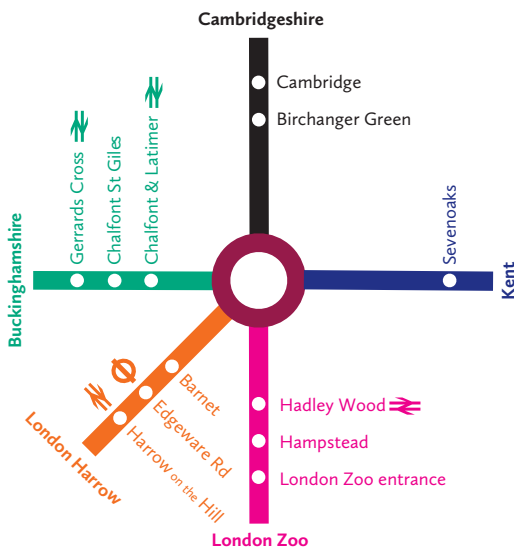 Cambridgeshire
Cambridge
Birchanger Green
Gerrards Cross
Chalfont St Giles
Chalfont & Latimer
Buckinghamshire
Sevenoaks
Kent
Barnet
Edgeware Rd
Harrow on the Hill
London Harrow
Hadley Wood
Hampstead
London Zoo entrance
London Zoo